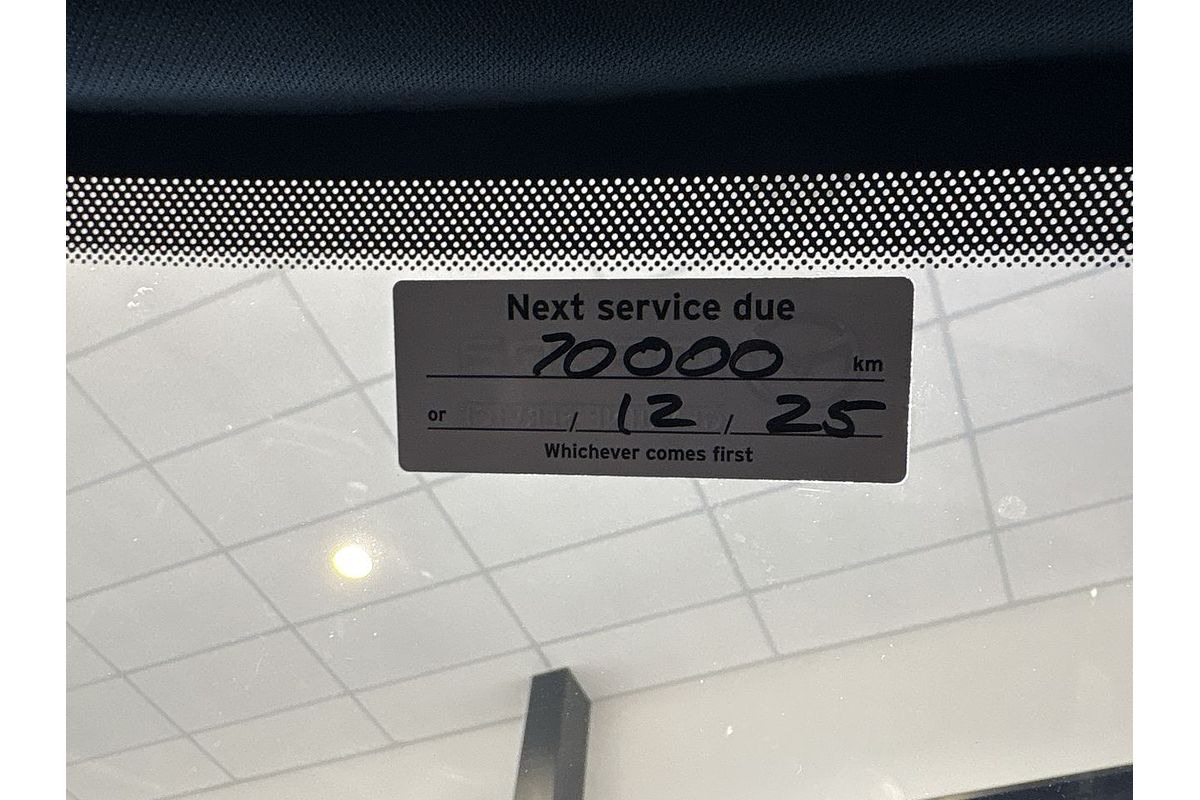 Next service due
70000 km
or / 12 / 25
Whichever comes first